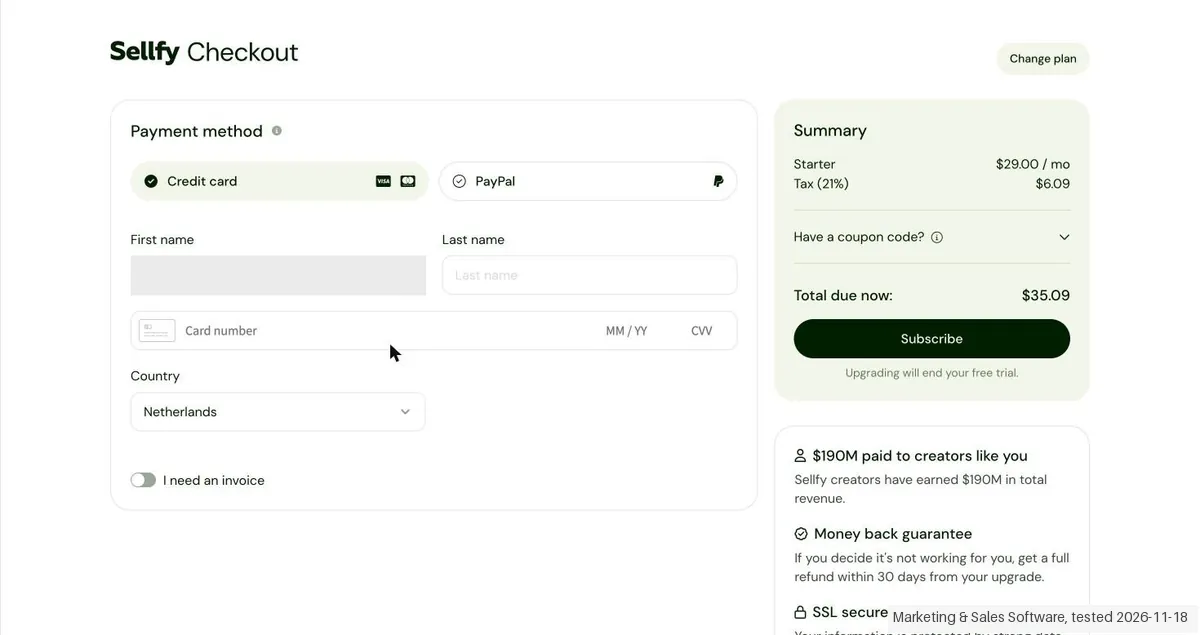 Sellfy Checkout
Change plan
Payment method
Credit card
VISA
PayPal
First name
Last name
Last name
Card number
MM / YY
CVV
Country
Netherlands
I need an invoice
Summary
Starter $29.00 / mo
Tax (21%) $6.09
Have a coupon code?
Total due now: $35.09
Subscribe
Upgrading will end your free trial.
$190M paid to creators like you
Sellfy creators have earned $190M in total
revenue.
Money back guarantee
If you decide it's not working for you, get a full
refund within 30 days from your upgrade.
SSL secure
Marketing & Sales Software, tested 2026-11-18